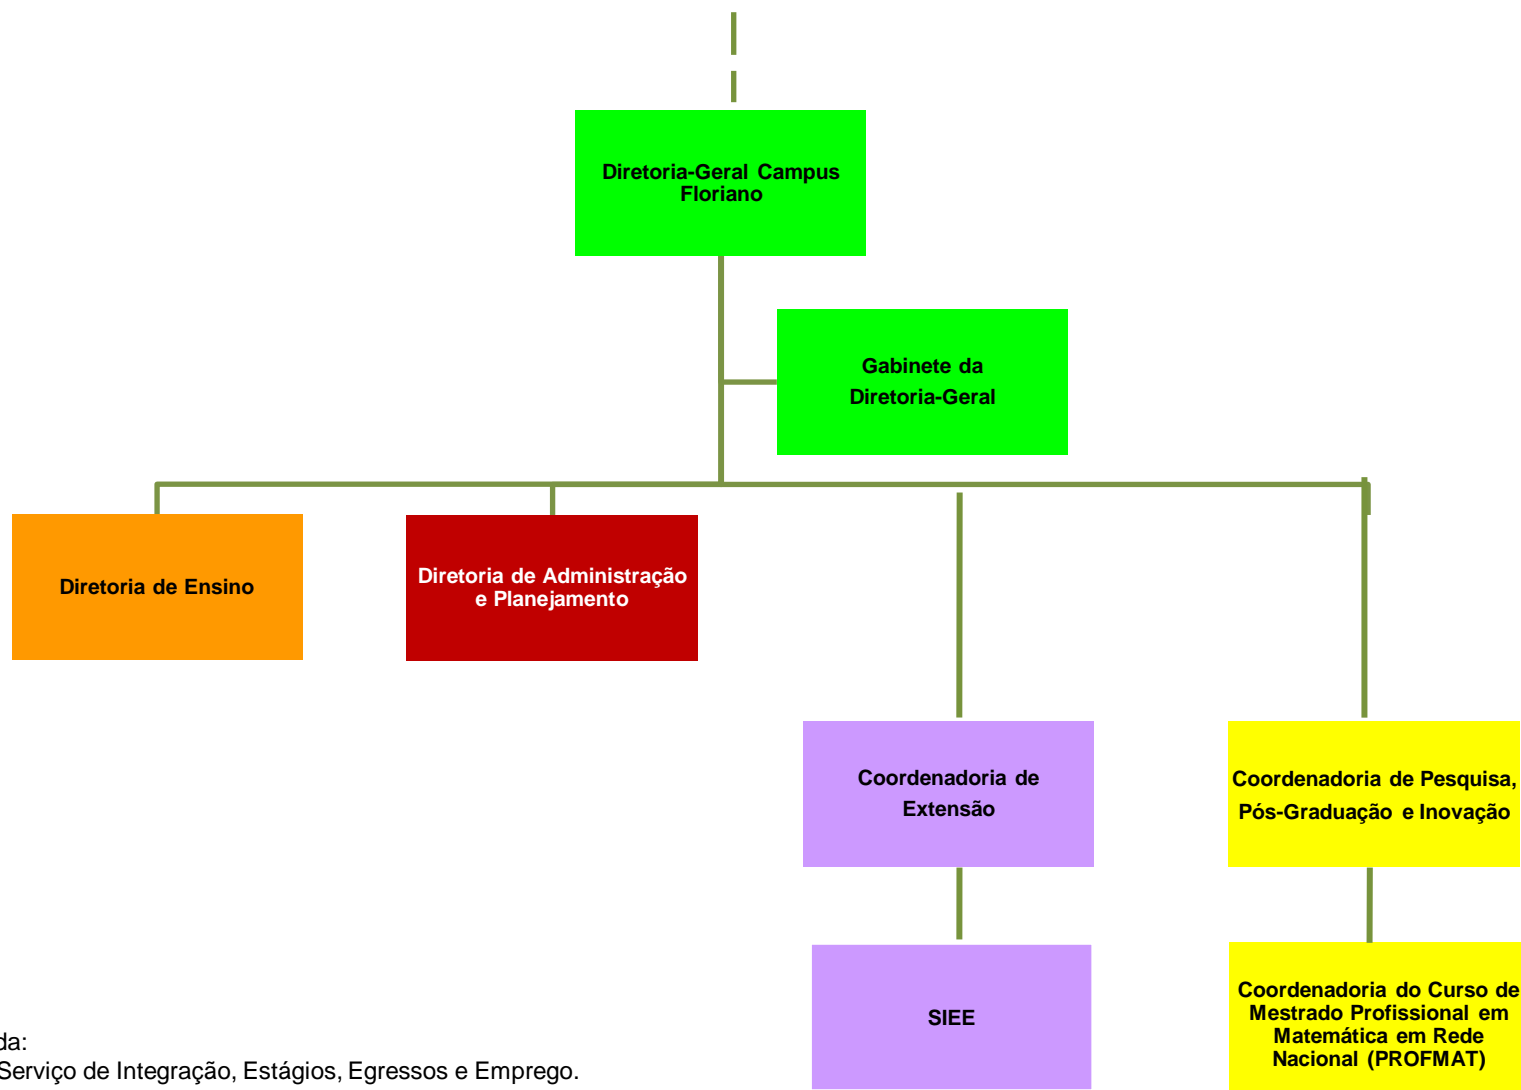 Diretoria-Geral Campus
Floriano
Gabinete da
Diretoria-Geral
Diretoria de Ensino
Diretoria de Administração
e Planejamento
Coordenadoria de
Extensão
Coordenadoria de Pesquisa,
Pós-Graduação e Inovação
SIEE
Coordenadoria do Curso de
Mestrado Profissional em
Matemática em Rede
Nacional (PROFMAT)
da:
Serviço de Integração, Estágios, Egressos e Emprego.